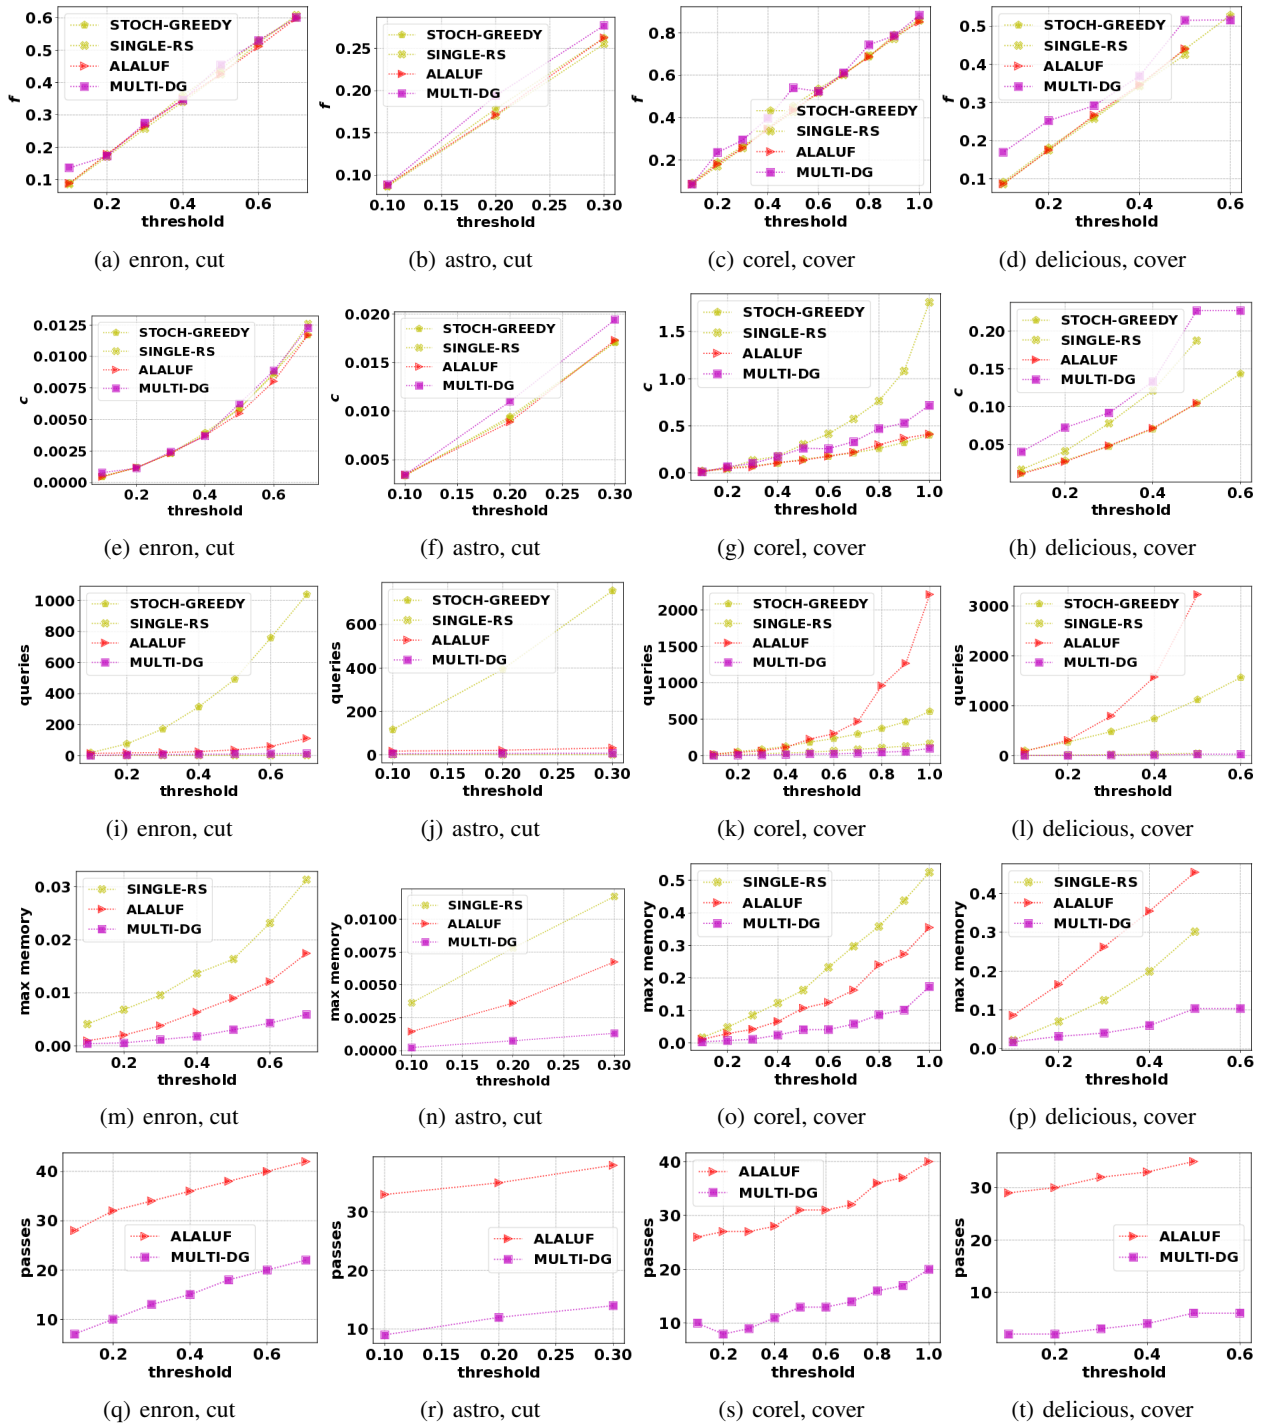 f
0.6
0.5
0.4
0.3
0.2
0.1
STOCH-GREEDY
SINGLE-RS
ALALUF
MULTI-DG
0.2 0.4 0.6
threshold
(a) enron, cut
f
0.25
0.20
0.15
0.10
STOCH-GREEDY
SINGLE-RS
ALALUF
MULTI-DG
0.10 0.15 0.20 0.25 0.30
threshold
(b) astro, cut
f
0.8
0.6
0.4
0.2
STOCH-GREEDY
SINGLE-RS
ALALUF
MULTI-DG
0.2 0.4 0.6 0.8 1.0
threshold
(c) corel, cover
f
0.5
0.4
0.3
0.2
0.1
STOCH-GREEDY
SINGLE-RS
ALALUF
MULTI-DG
0.2 0.4 0.6
threshold
(d) delicious, cover
c
0.0125
0.0100
0.0075
0.0050
0.0025
0.0000
STOCH-GREEDY
SINGLE-RS
ALALUF
MULTI-DG
0.2 0.4 0.6
threshold
(e) enron, cut
c
0.020
0.015
0.010
0.005
STOCH-GREEDY
SINGLE-RS
ALALUF
MULTI-DG
0.10 0.15 0.20 0.25 0.30
threshold
(f) astro, cut
c
1.5
1.0
0.5
0.0
STOCH-GREEDY
SINGLE-RS
ALALUF
MULTI-DG
0.2 0.4 0.6 0.8 1.0
threshold
(g) corel, cover
c
0.20
0.15
0.10
0.05
STOCH-GREEDY
SINGLE-RS
ALALUF
MULTI-DG
0.2 0.4 0.6
threshold
(h) delicious, cover
queries
1000
800
600
400
200
0
STOCH-GREEDY
SINGLE-RS
ALALUF
MULTI-DG
0.2 0.4 0.6
threshold
(i) enron, cut
queries
600
400
200
0
STOCH-GREEDY
SINGLE-RS
ALALUF
MULTI-DG
0.10 0.15 0.20 0.25 0.30
threshold
(j) astro, cut
queries
2000
1500
1000
500
0
STOCH-GREEDY
SINGLE-RS
ALALUF
MULTI-DG
0.2 0.4 0.6 0.8 1.0
threshold
(k) corel, cover
queries
3000
2000
1000
0
STOCH-GREEDY
SINGLE-RS
ALALUF
MULTI-DG
0.2 0.4 0.6
threshold
(l) delicious, cover
max memory
0.03
0.02
0.01
0.00
SINGLE-RS
ALALUF
MULTI-DG
0.2 0.4 0.6
threshold
(m) enron, cut
max memory
0.0100
0.0075
0.0050
0.0025
0.0000
SINGLE-RS
ALALUF
MULTI-DG
0.10 0.15 0.20 0.25 0.30
threshold
(n) astro, cut
max memory
0.5
0.4
0.3
0.2
0.1
0.0
SINGLE-RS
ALALUF
MULTI-DG
0.2 0.4 0.6 0.8 1.0
threshold
(o) corel, cover
max memory
0.4
0.3
0.2
0.1
0.0
SINGLE-RS
ALALUF
MULTI-DG
0.2 0.4 0.6
threshold
(p) delicious, cover
passes
40
30
20
10
ALALUF
MULTI-DG
0.2 0.4 0.6
threshold
(q) enron, cut
passes
30
20
10
ALALUF
MULTI-DG
0.10 0.15 0.20 0.25 0.30
threshold
(r) astro, cut
passes
40
30
20
10
ALALUF
MULTI-DG
0.2 0.4 0.6 0.8 1.0
threshold
(s) corel, cover
passes
30
20
10
ALALUF
MULTI-DG
0.2 0.4 0.6
threshold
(t) delicious, cover